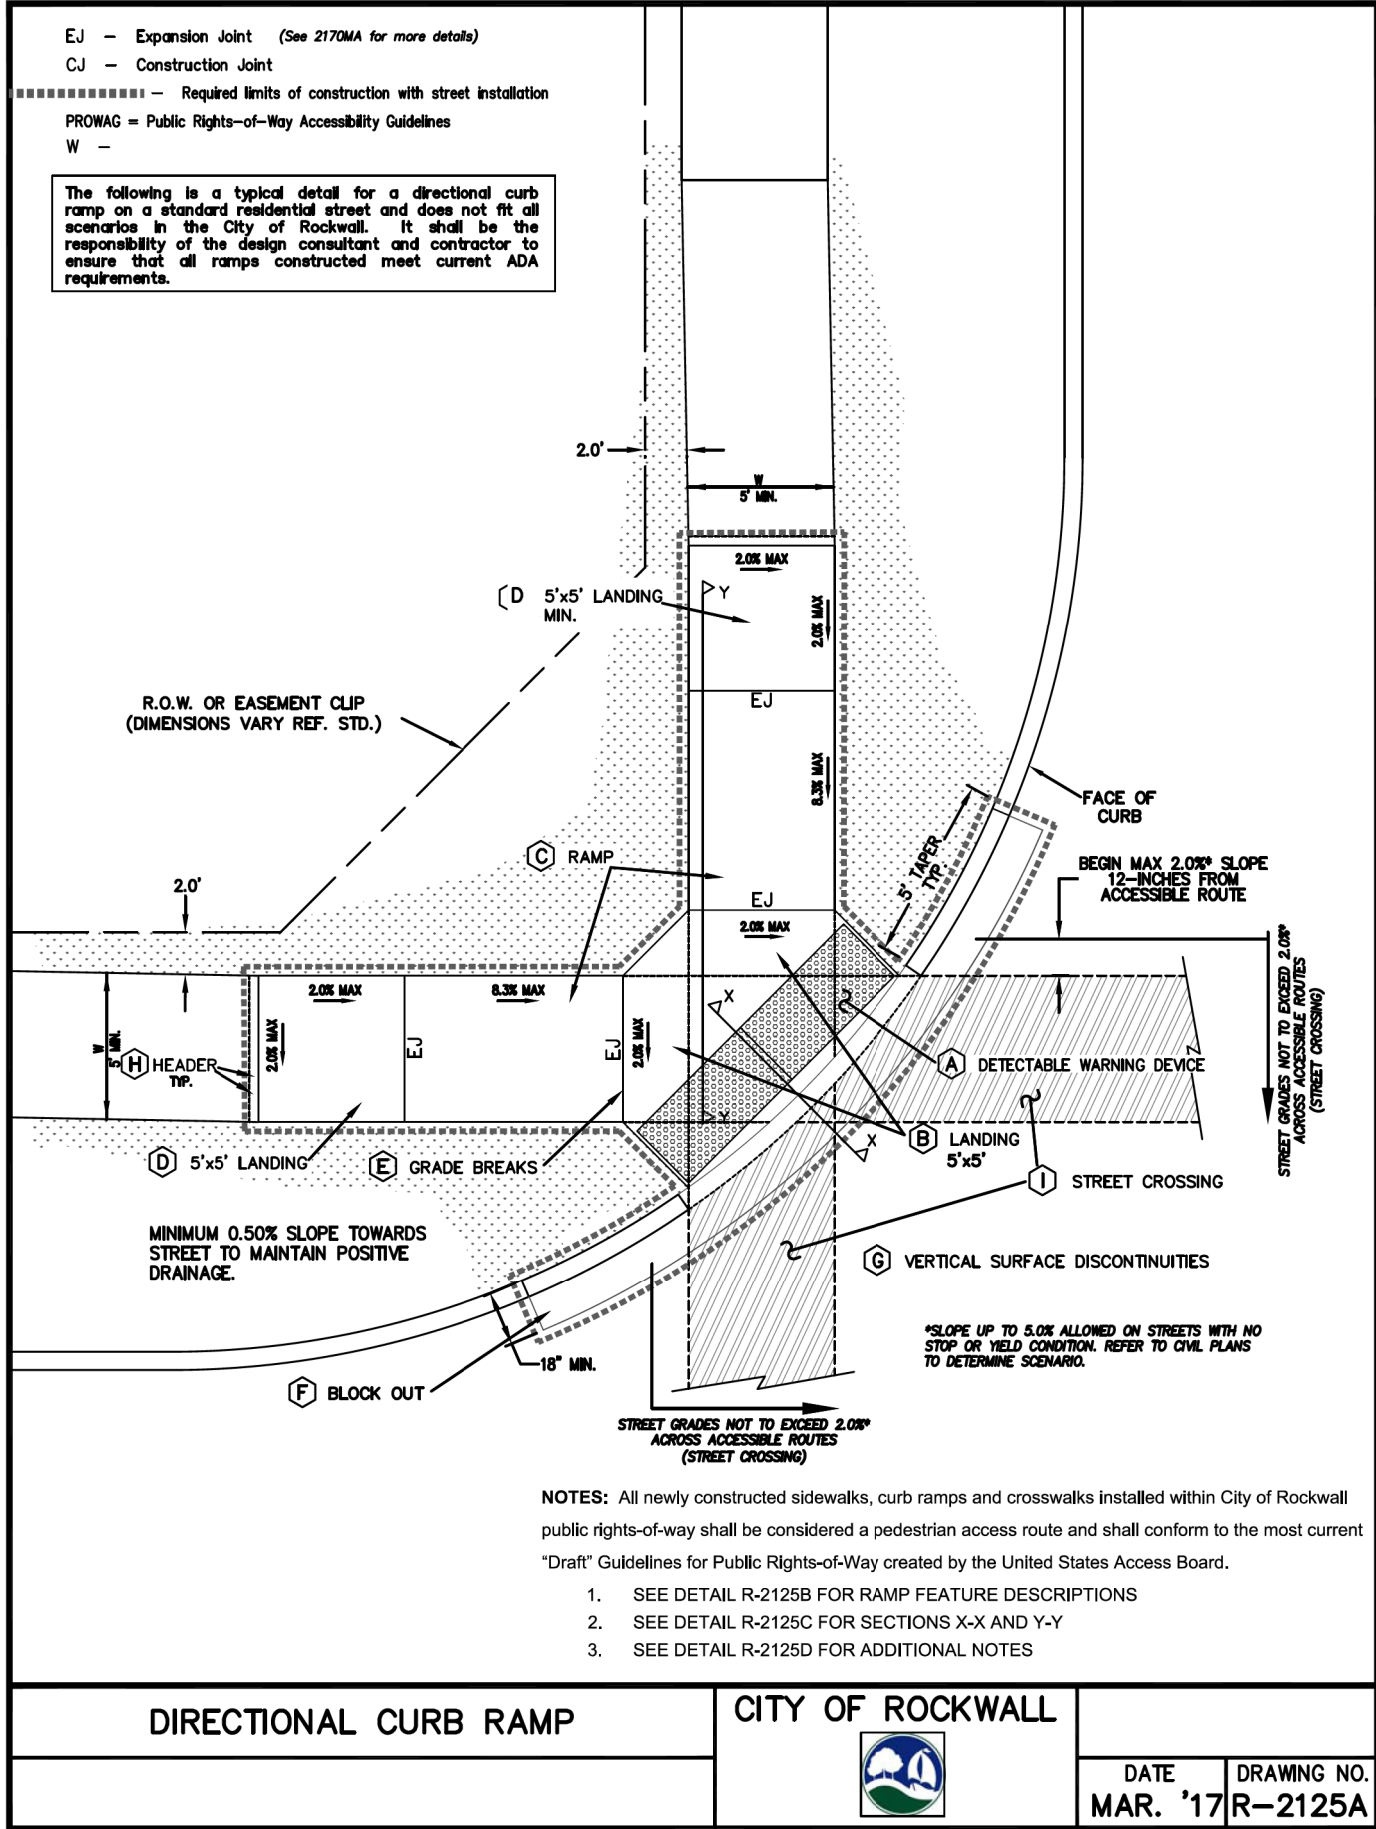 EJ – Expansion Joint (See 2170MA for more details)
CJ – Construction Joint
– Required limits of construction with street installation
PROWAG = Public Rights–of–Way Accessibility Guidelines
W –
The following is a typical detail for a directional curb
ramp on a standard residential street and does not fit all
scenarios in the City of Rockwall. It shall be the
responsibility of the design consultant and contractor to
ensure that all ramps constructed meet current ADA
requirements.
2.0'
W
5' MIN.
2.0% MAX
D 5'x5' LANDING
MIN.
Y
2.0% MAX
EJ
R.O.W. OR EASEMENT CLIP
(DIMENSIONS VARY REF. STD.)
8.3% MAX
FACE OF
CURB
C RAMP
5' TAPER
TYP.
BEGIN MAX 2.0%* SLOPE
12–INCHES FROM
ACCESSIBLE ROUTE
2.0'
EJ
2.0% MAX
STREET GRADES NOT TO EXCEED 2.0%*
ACROSS ACCESSIBLE ROUTES
(STREET CROSSING)
2.0% MAX
8.3% MAX
X
W
5' MIN.
H HEADER
TYP.
2.0% MAX
EJ
EJ
2.0% MAX
A DETECTABLE WARNING DEVICE
Y
X
B LANDING
5'x5'
D 5'x5' LANDING
E GRADE BREAKS
I STREET CROSSING
MINIMUM 0.50% SLOPE TOWARDS
STREET TO MAINTAIN POSITIVE
DRAINAGE.
G VERTICAL SURFACE DISCONTINUITIES
*SLOPE UP TO 5.0% ALLOWED ON STREETS WITH NO
STOP OR YIELD CONDITION. REFER TO CIVIL PLANS
TO DETERMINE SCENARIO.
18" MIN.
F BLOCK OUT
STREET GRADES NOT TO EXCEED 2.0%*
ACROSS ACCESSIBLE ROUTES
(STREET CROSSING)
NOTES: All newly constructed sidewalks, curb ramps and crosswalks installed within City of Rockwall
public rights-of-way shall be considered a pedestrian access route and shall conform to the most current
“Draft” Guidelines for Public Rights-of-Way created by the United States Access Board.
1. SEE DETAIL R-2125B FOR RAMP FEATURE DESCRIPTIONS
2. SEE DETAIL R-2125C FOR SECTIONS X-X AND Y-Y
3. SEE DETAIL R-2125D FOR ADDITIONAL NOTES
DIRECTIONAL CURB RAMP
CITY OF ROCKWALL
DATE
MAR. '17
DRAWING NO.
R–2125A